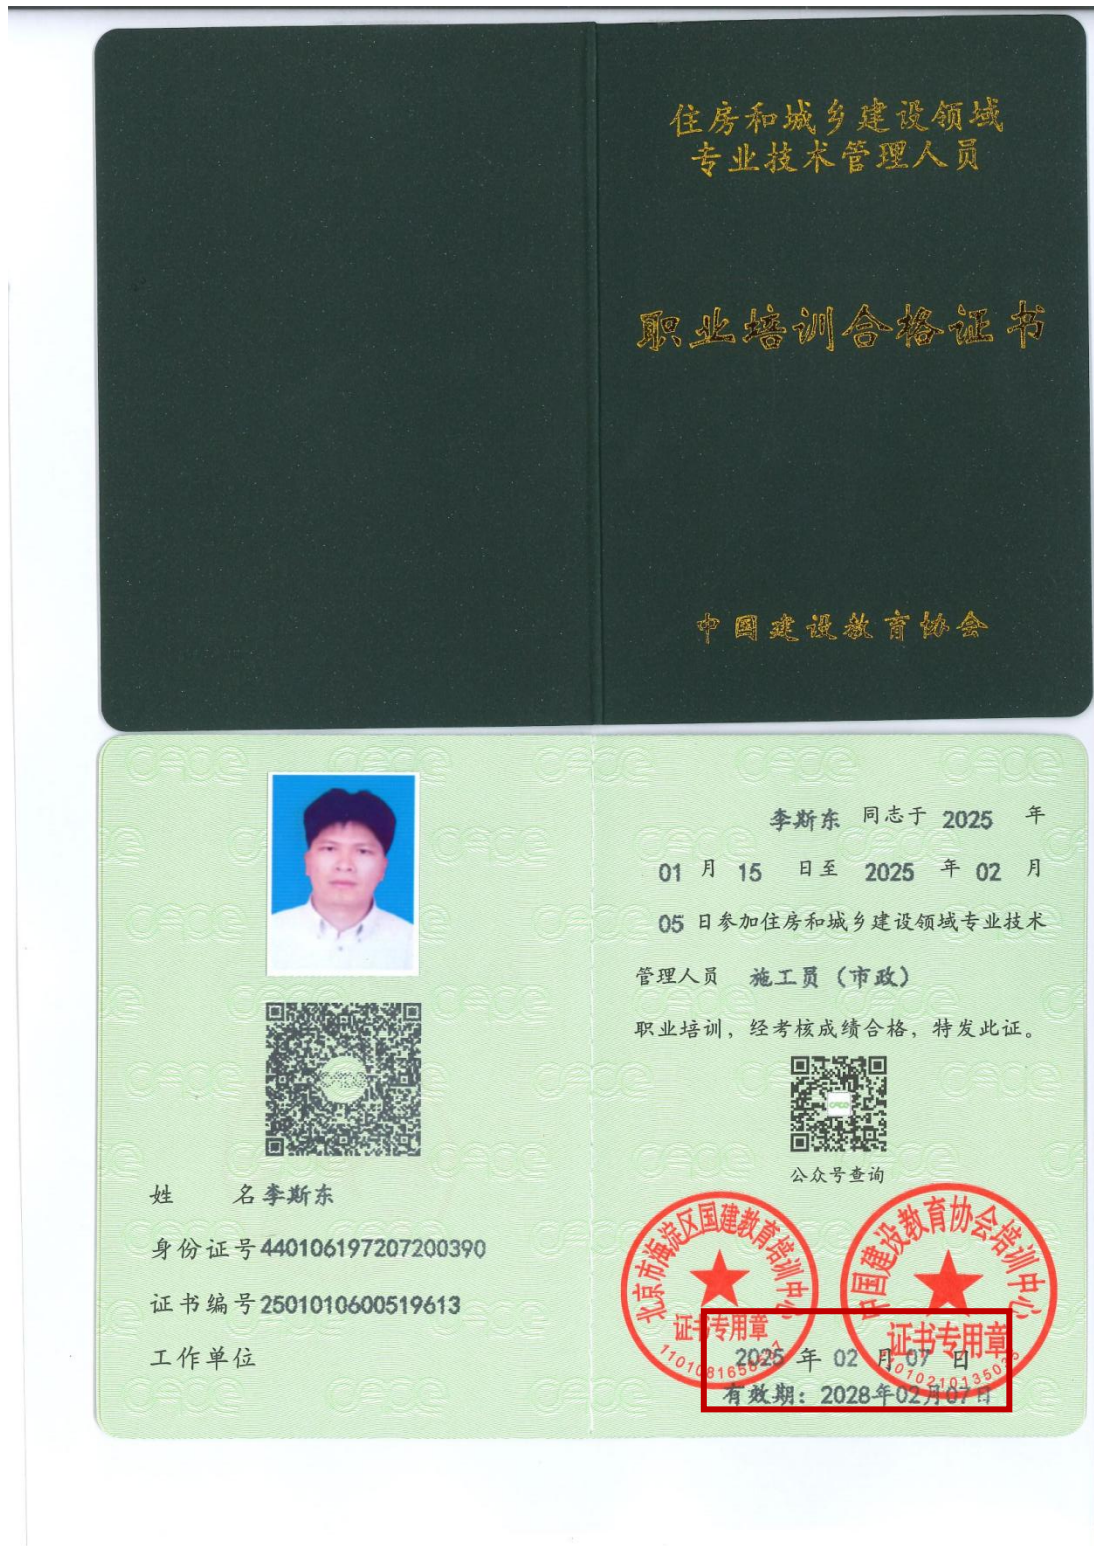 住房和城乡建设领域
专业技术管理人员
职业培训合格证书
中国建设教育协会
李斯东 同志于 2025 年
01 月 15 日至 2025 年 02 月
05 日参加住房和城乡建设领域专业技术
管理人员 施工员（市政）
职业培训，经考核成绩合格，特发此证。
公众号查询
姓 名 李斯东
身份证号 440106197207200390
证书编号 2501010600519613
工作单位
北京市海淀区国建教育培训中心
证书专用章
中国建设教育协会培训中心
证书专用章
2025 年 02 月 07 日
有效期：2028年02月07日